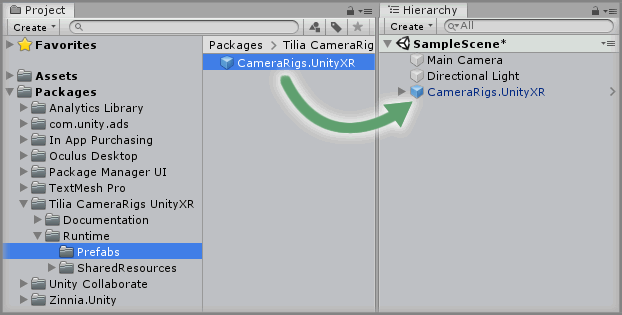 Project
Create
Favorites
Assets
Packages
Analytics Library
com.unity.ads
In App Purchasing
Oculus Desktop
Package Manager UI
TextMesh Pro
Tilia CameraRigs UnityXR
Documentation
Runtime
Prefabs
SharedResources
Unity Collaborate
Zinnia.Unity
Packages > Tilia CameraRig
CameraRigs.UnityXR
Hierarchy
Create All
SampleScene*
Main Camera
Directional Light
CameraRigs.UnityXR